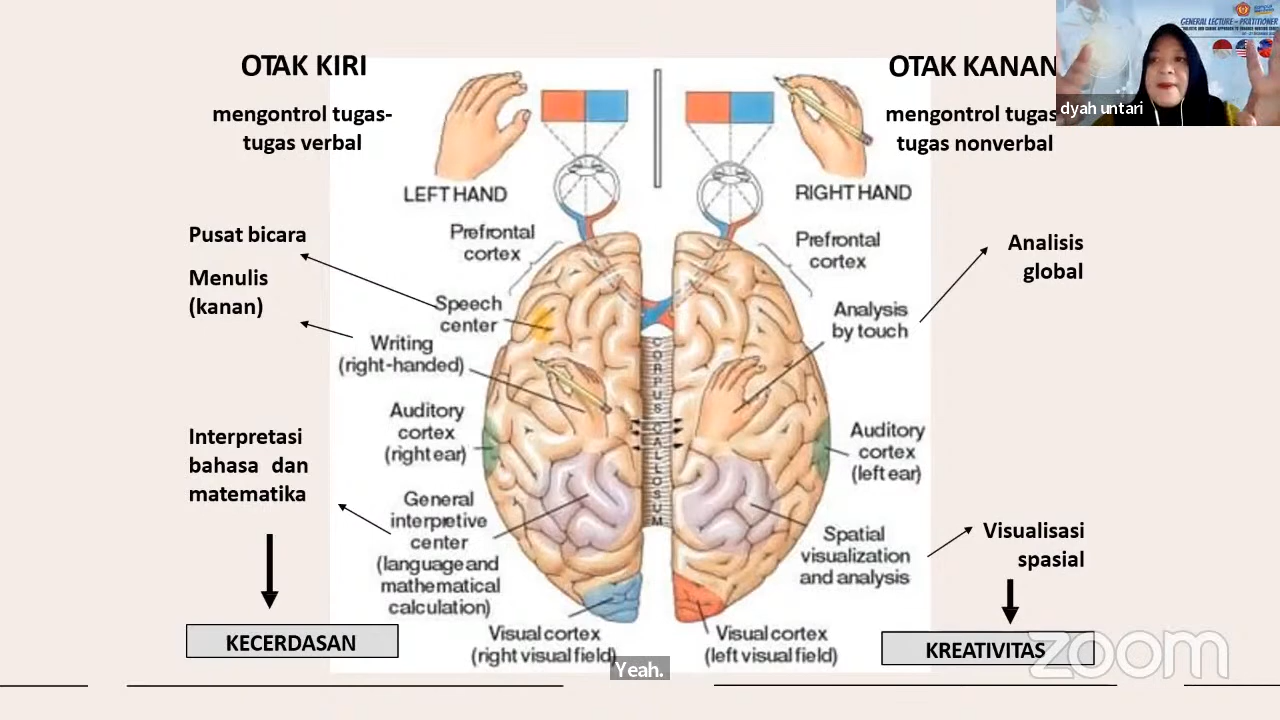 OTAK KIRI
mengontrol tugas-
tugas verbal
Pusat bicara
Menulis
(kanan)
Interpretasi
bahasa dan
matematika
KECERDASAN
LEFT HAND
RIGHT HAND
Prefrontal
cortex
Speech
center
Writing
(right-handed)
Auditory
cortex
(right ear)
General
interpretive
center
(language and
mathematical
calculation)
Visual cortex
(right visual field)
CORPUS CALLOSUM
Prefrontal
cortex
Analysis
by touch
Auditory
cortex
(left ear)
Spatial
visualization
and analysis
Visual cortex
(left visual field)
OTAK KANAN
mengontrol tugas
tugas nonverbal
Analisis
global
Visualisasi
spasial
KREATIVITAS
GENERAL LECTURE - PRATITIONER
dyah untari
Yeah.
zoom